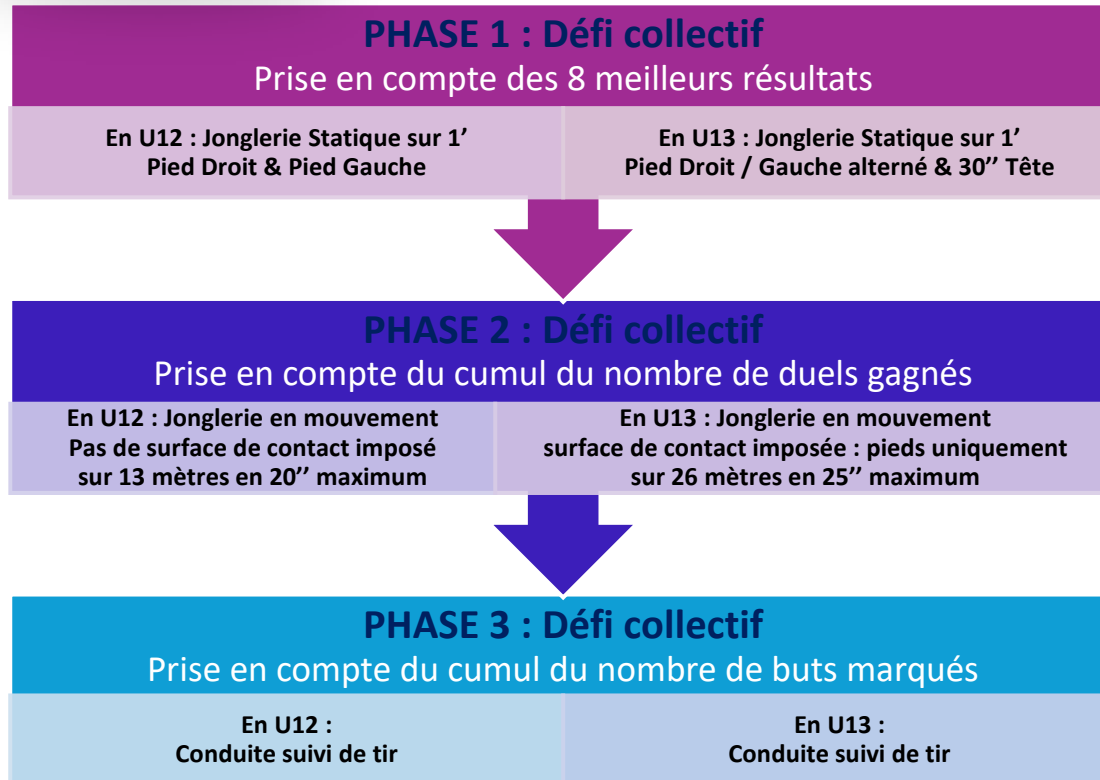 PHASE 1 : Défi collectif
Prise en compte des 8 meilleurs résultats
En U12 : Jonglerie Statique sur 1’
Pied Droit & Pied Gauche
En U13 : Jonglerie Statique sur 1’
Pied Droit / Gauche alterné & 30’’ Tête
PHASE 2 : Défi collectif
Prise en compte du cumul du nombre de duels gagnés
En U12 : Jonglerie en mouvement
Pas de surface de contact imposé
sur 13 mètres en 20’’ maximum
En U13 : Jonglerie en mouvement
surface de contact imposée : pieds uniquement
sur 26 mètres en 25’’ maximum
PHASE 3 : Défi collectif
Prise en compte du cumul du nombre de buts marqués
En U12 :
Conduite suivi de tir
En U13 :
Conduite suivi de tir